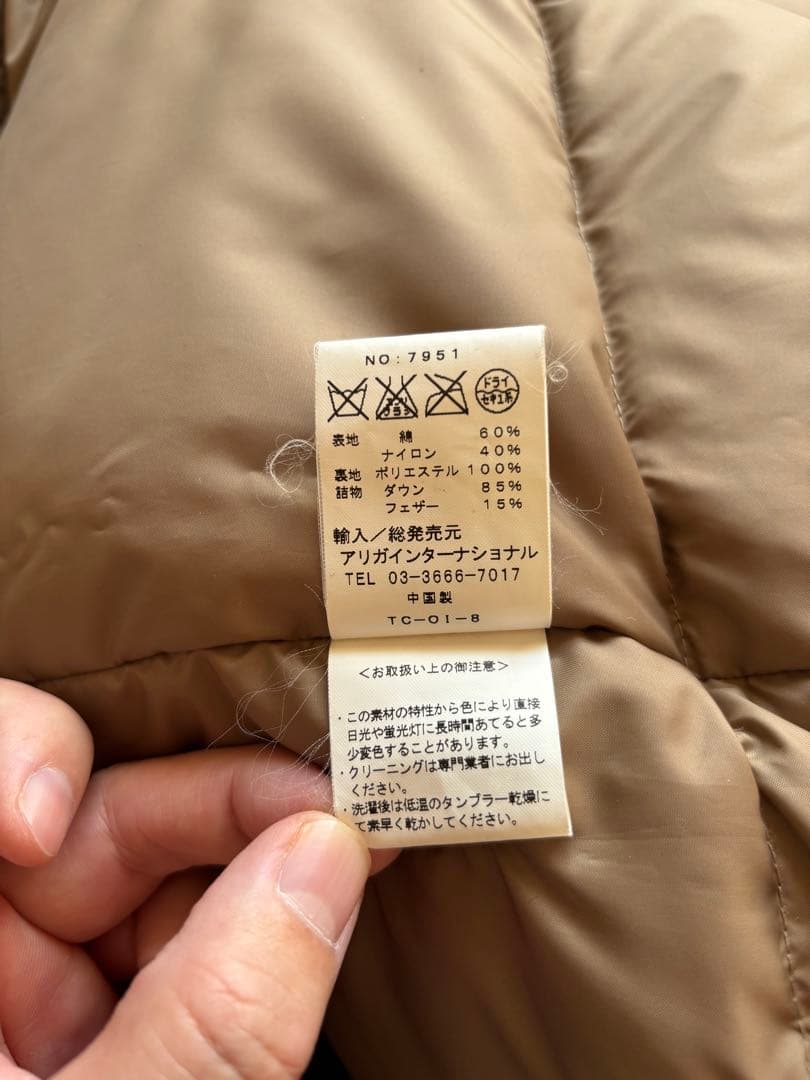 NO:7951
エンソ
ブラシ
ドライ
セキユ系
表地 綿 60%
ナイロン 40%
裏地 ポリエステル 100%
詰物 ダウン 85%
フェザー 15%
輸入/総発売元
アリガインターナショナル
TEL 03-3666-7017
中国製
TC-OI-8
<お取扱い上の御注意>
・この素材の特性から色により直接
日光や蛍光灯に長時間あてると多
少変色することがあります。
・クリーニングは専門業者にお出し
ください。
・洗濯後は低温のタンブラー乾燥に
て素早く乾かしてください。